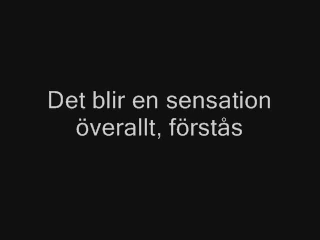 Det blir en sensation
överallt, förstås